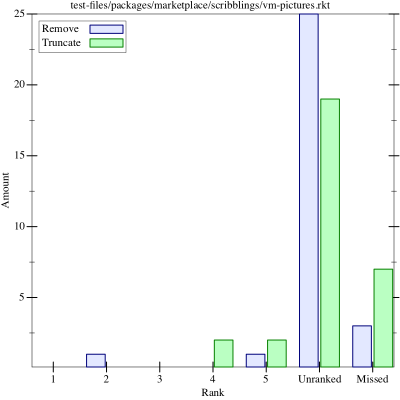 test-files/packages/marketplace/scribblings/vm-pictures.rkt
Remove
Truncate
25
20
15
10
5
Amount
1 2 3 4 5 Unranked Missed
Rank